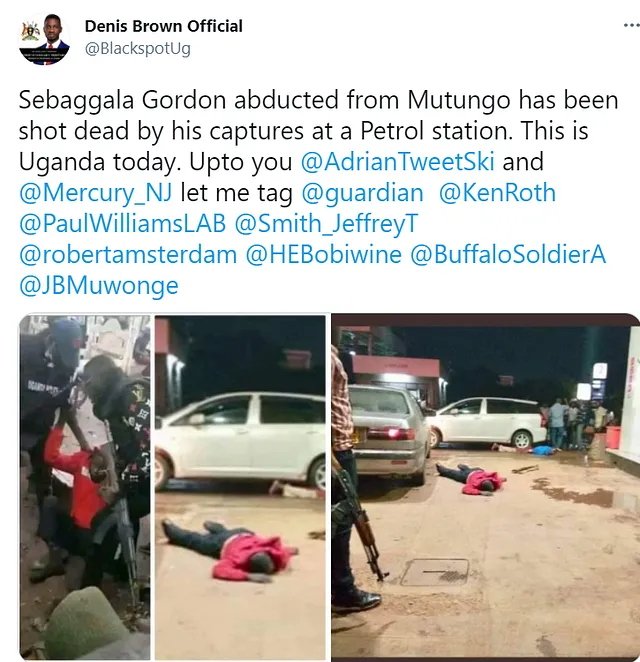 Denis Brown Official
@BlackspotUg
Sebaggala Gordon abducted from Mutungo has been
shot dead by his captures at a Petrol station. This is
Uganda today. Upto you @AdrianTweetSki and
@Mercury_NJ let me tag @guardian @KenRoth
@PaulWilliamsLAB @Smith_JeffreyT
@robertamsterdam @HEBobiwine @BuffaloSoldierA
@JBMuwonge